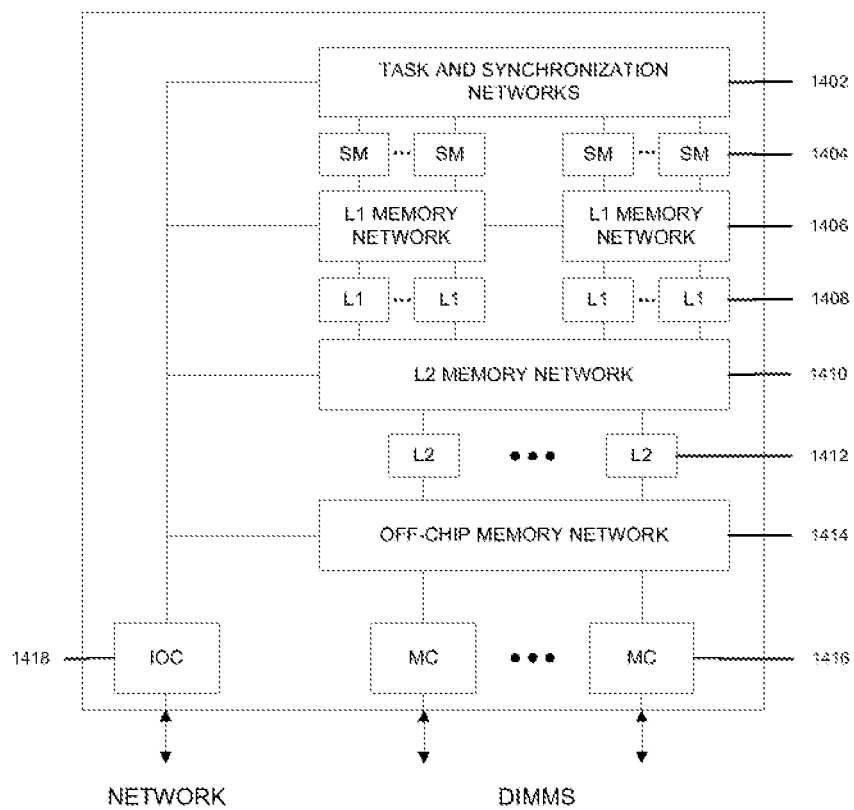 TASK AND SYNCHRONIZATION
NETWORKS
1402
SM ... SM SM ... SM
1404
L1 MEMORY
NETWORK
L1 MEMORY
NETWORK
1406
L1 ... L1 L1 ... L1
1408
L2 MEMORY NETWORK
1410
L2 ••• L2
1412
OFF-CHIP MEMORY NETWORK
1414
1418
IOC
MC ••• MC
1416
NETWORK
DIMMS